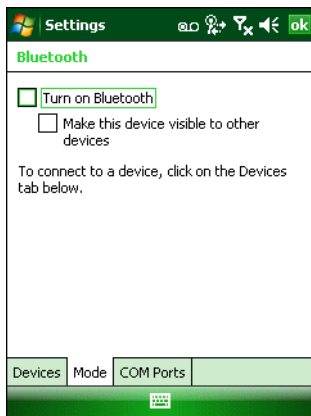 Settings
ok
Bluetooth
Turn on Bluetooth
Make this device visible to other
devices
To connect to a device, click on the Devices
tab below.
Devices Mode COM Ports